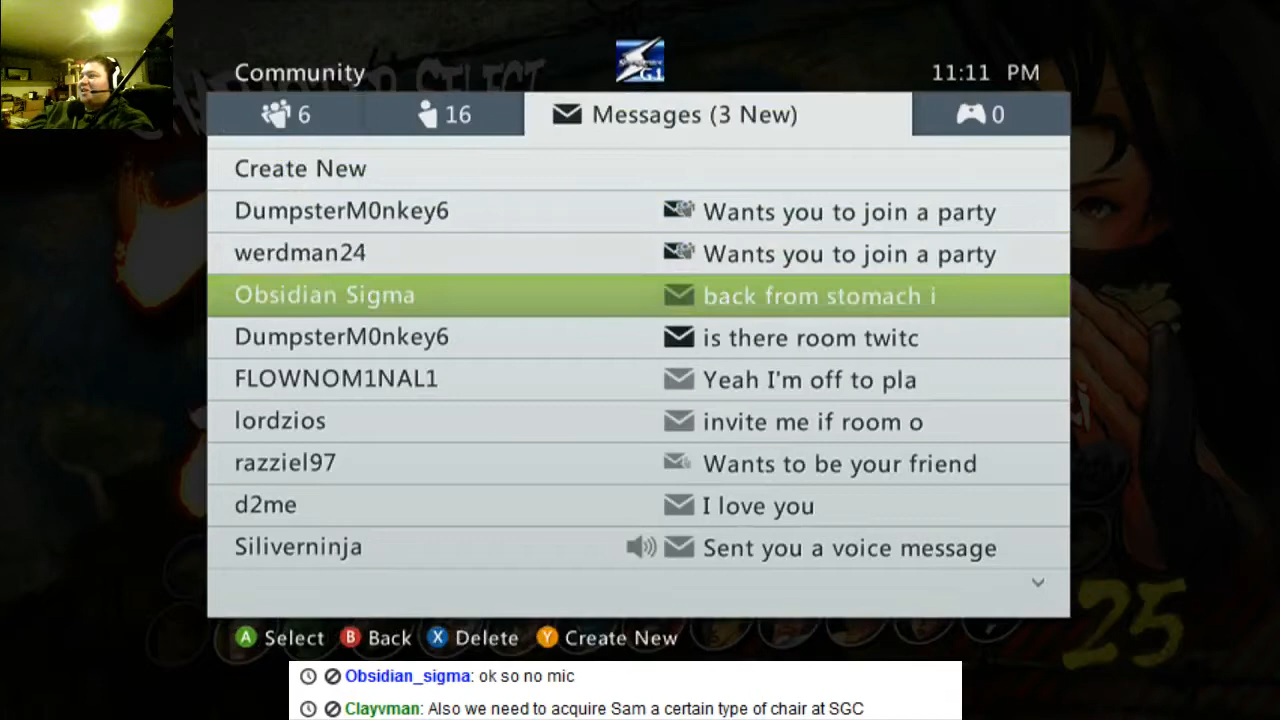 Community
11:11 PM
6
16
Messages (3 New)
0
Create New
DumpsterM0nkey6 Wants you to join a party
werdman24 Wants you to join a party
Obsidian Sigma back from stomach i
DumpsterM0nkey6 is there room twitc
FLOWNOM1NAL1 Yeah I'm off to pla
lordzios invite me if room o
razziel97 Wants to be your friend
d2me I love you
Siliverninja Sent you a voice message
25
A Select B Back X Delete Y Create New
Obsidian_sigma: ok so no mic
Clayvman: Also we need to acquire Sam a certain type of chair at SGC